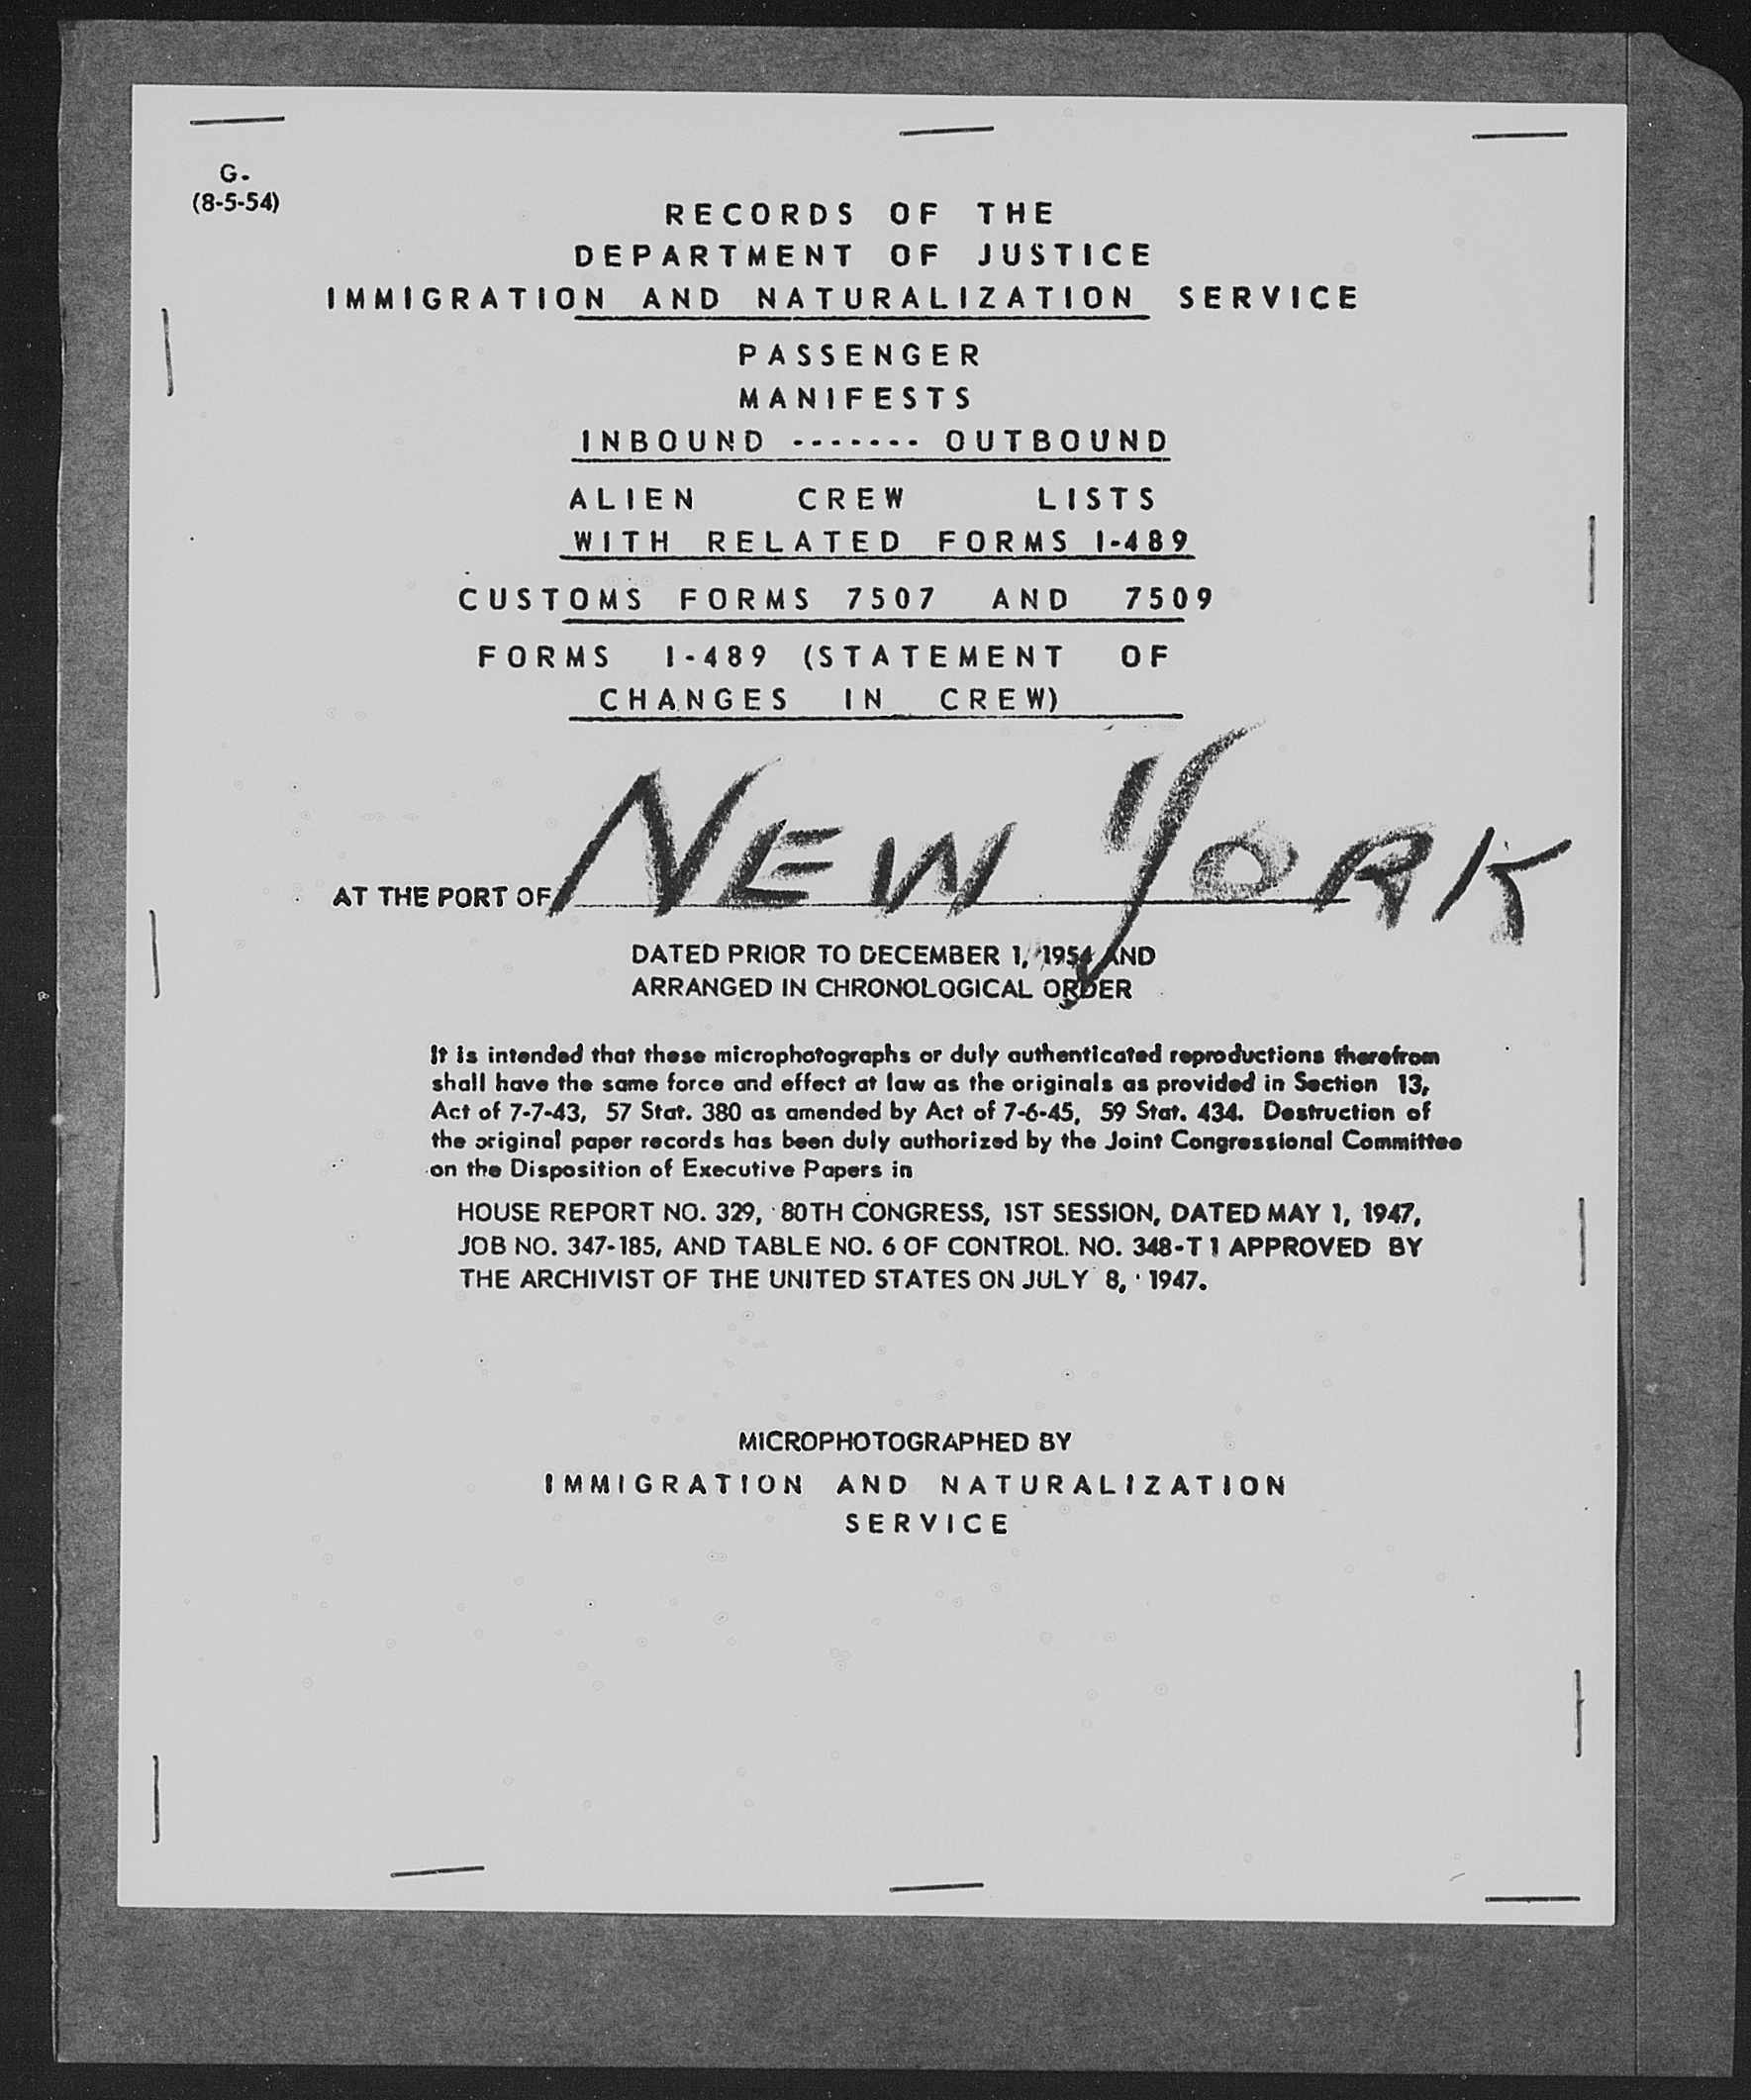 G.
(8-5-54)
RECORDS OF THE
DEPARTMENT OF JUSTICE
IMMIGRATION AND NATURALIZATION SERVICE
PASSENGER
MANIFESTS
INBOUND ------- OUTBOUND
ALIEN CREW LISTS
WITH RELATED FORMS I-489
CUSTOMS FORMS 7507 AND 7509
FORMS I-489 (STATEMENT OF
CHANGES IN CREW)
AT THE PORT OF NEW YORK
DATED PRIOR TO DECEMBER 1, 1954 AND
ARRANGED IN CHRONOLOGICAL ORDER
It is intended that these microphotographs or duly authenticated reproductions therefrom
shall have the same force and effect at law as the originals as provided in Section 13,
Act of 7-7-43, 57 Stat. 380 as amended by Act of 7-6-45, 59 Stat. 434. Destruction of
the original paper records has been duly authorized by the Joint Congressional Committee
on the Disposition of Executive Papers in
HOUSE REPORT NO. 329, 80TH CONGRESS, 1ST SESSION, DATED MAY 1, 1947,
JOB NO. 347-185, AND TABLE NO. 6 OF CONTROL NO. 348-T1 APPROVED BY
THE ARCHIVIST OF THE UNITED STATES ON JULY 8, 1947.
MICROPHOTOGRAPHED BY
IMMIGRATION AND NATURALIZATION
SERVICE